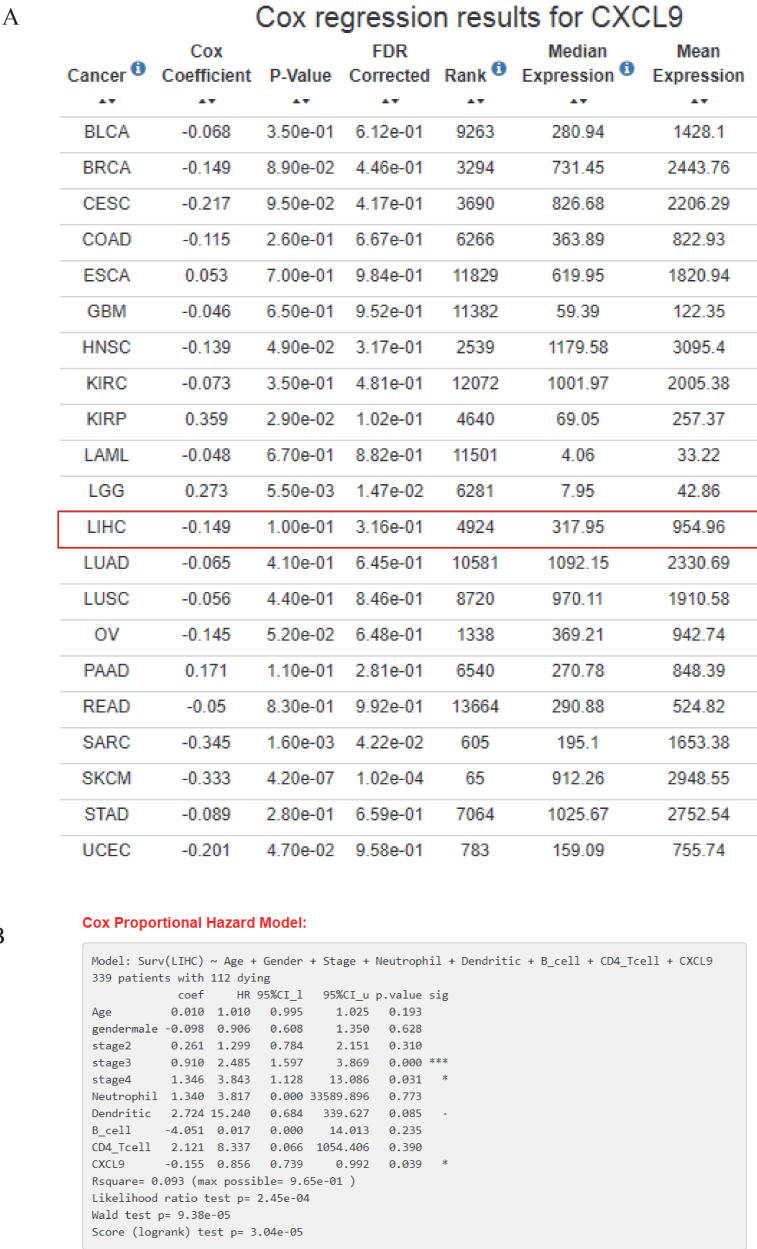 A
Cox regression results for CXCL9
Cancer Cox Coefficient P-Value FDR Corrected Rank Median Expression Mean Expression
BLCA -0.068 3.50e-01 6.12e-01 9263 280.94 1428.1
BRCA -0.149 8.90e-02 4.46e-01 3294 731.45 2443.76
CESC -0.217 9.50e-02 4.17e-01 3690 826.68 2206.29
COAD -0.115 2.60e-01 6.67e-01 6266 363.89 822.93
ESCA 0.053 7.00e-01 9.84e-01 11829 619.95 1820.94
GBM -0.046 6.50e-01 9.52e-01 11382 59.39 122.35
HNSC -0.139 4.90e-02 3.17e-01 2539 1179.58 3095.4
KIRC -0.073 3.50e-01 4.81e-01 12072 1001.97 2005.38
KIRP 0.359 2.90e-02 1.02e-01 4640 69.05 257.37
LAML -0.048 6.70e-01 8.82e-01 11501 4.06 33.22
LGG 0.273 5.50e-03 1.47e-02 6281 7.95 42.86
LIHC -0.149 1.00e-01 3.16e-01 4924 317.95 954.96
LUAD -0.065 4.10e-01 6.45e-01 10581 1092.15 2330.69
LUSC -0.056 4.40e-01 8.46e-01 8720 970.11 1910.58
OV -0.145 5.20e-02 6.48e-01 1338 369.21 942.74
PAAD 0.171 1.10e-01 2.81e-01 6540 270.78 848.39
READ -0.05 8.30e-01 9.92e-01 13664 290.88 524.82
SARC -0.345 1.60e-03 4.22e-02 605 195.1 1653.38
SKCM -0.333 4.20e-07 1.02e-04 65 912.26 2948.55
STAD -0.089 2.80e-01 6.59e-01 7064 1025.67 2752.54
UCEC -0.201 4.70e-02 9.58e-01 783 159.09 755.74
Cox Proportional Hazard Model:
Model: Surv(LIHC) ~ Age + Gender + Stage + Neutrophil + Dendritic + B_cell + CD4_Tcell + CXCL9
339 patients with 112 dying
coef HR 95%CI_l 95%CI_u p.value sig
Age 0.010 1.010 0.995 1.025 0.193
gendermale -0.098 0.906 0.608 1.350 0.628
stage2 0.261 1.299 0.784 2.151 0.310
stage3 0.910 2.485 1.597 3.869 0.000 ***
stage4 1.346 3.843 1.128 13.086 0.031 *
Neutrophil 1.340 3.817 0.000 33589.896 0.773
Dendritic 2.724 15.240 0.684 339.627 0.085 ·
B_cell -4.051 0.017 0.000 14.013 0.235
CD4_Tcell 2.121 8.337 0.066 1054.406 0.390
CXCL9 -0.155 0.856 0.739 0.992 0.039 *
Rsquare= 0.093 (max possible= 9.65e-01 )
Likelihood ratio test p= 2.45e-04
Wald test p= 9.38e-05
Score (logrank) test p= 3.04e-05